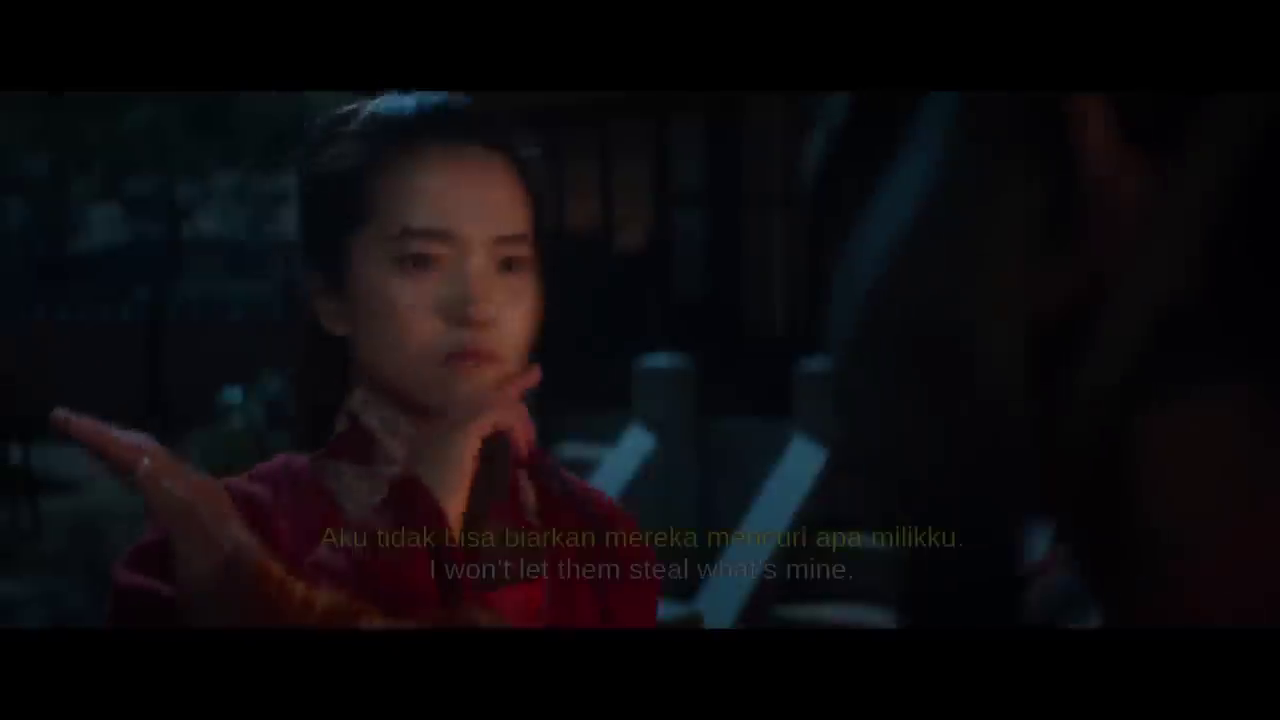 Aku tidak bisa biarkan mereka mencuri apa milikku.
I won't let them steal what's mine.